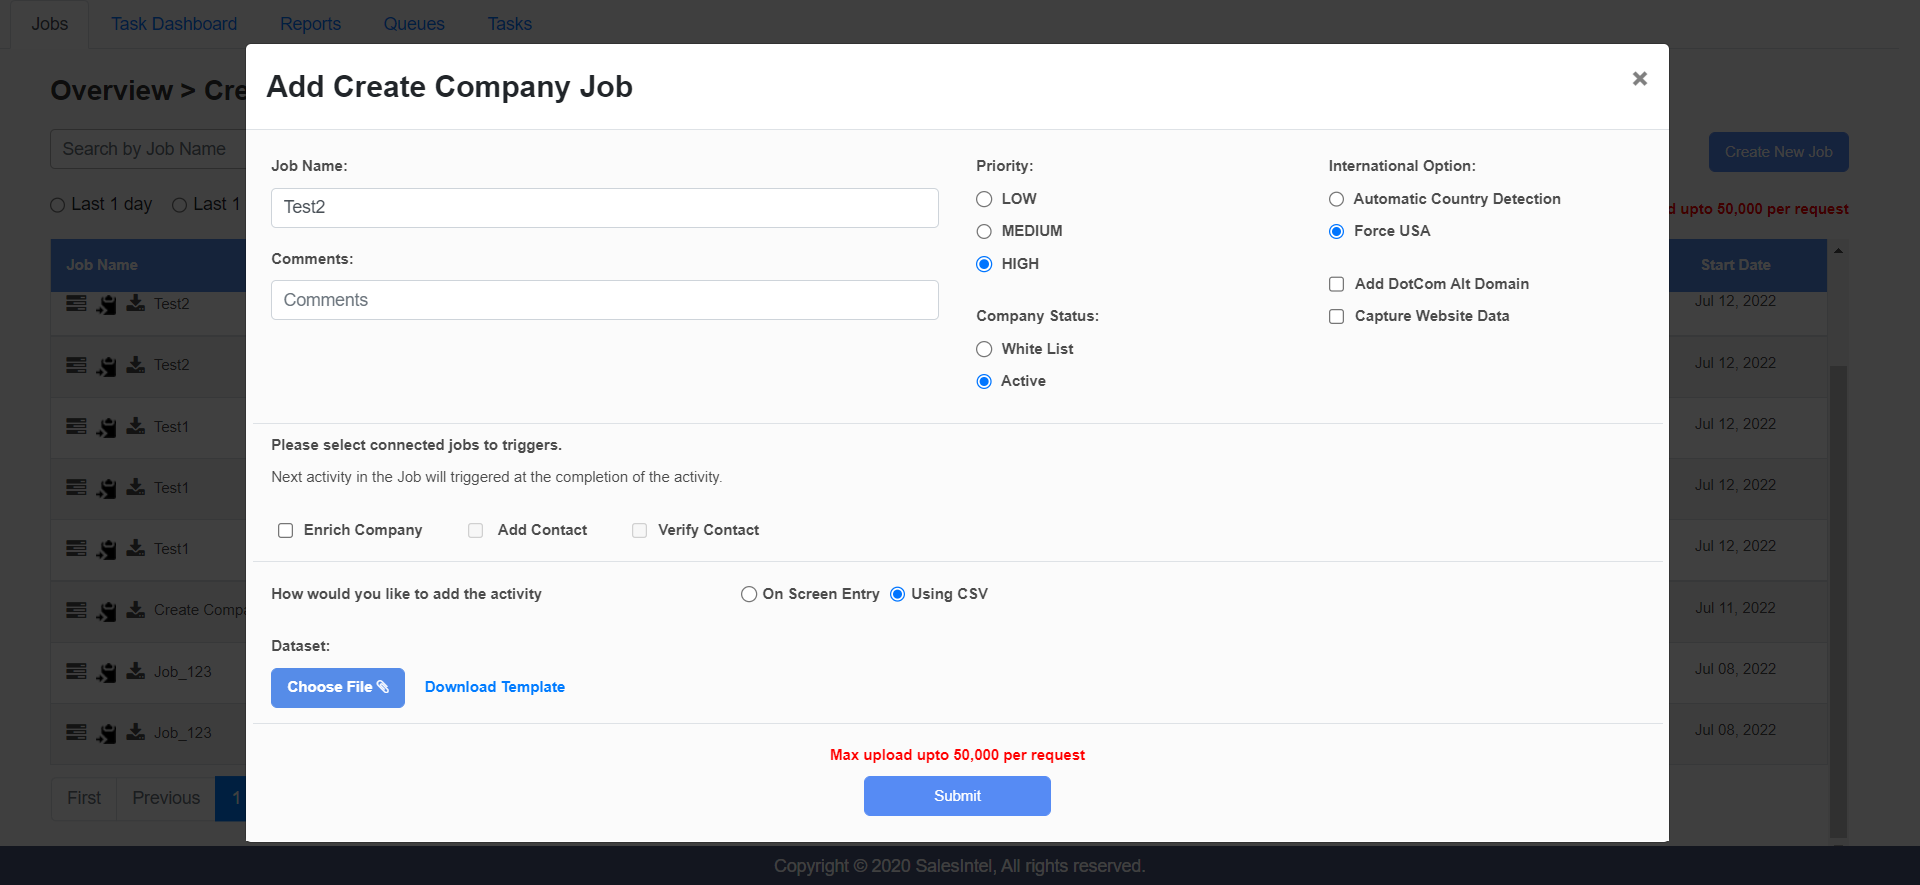 Jobs Task Dashboard Reports Queues Tasks
Overview > Cre
Search by Job Name
Create New Job
Last 1 day Last 1
d upto 50,000 per request
Job Name
Start Date
Test2
Jul 12, 2022
Test2
Jul 12, 2022
Test1
Jul 12, 2022
Test1
Jul 12, 2022
Test1
Jul 12, 2022
Create Compa
Jul 11, 2022
Job_123
Jul 08, 2022
Job_123
Jul 08, 2022
First Previous 1
Add Create Company Job
×
Job Name:
Test2
Comments:
Comments
Priority:
LOW
MEDIUM
HIGH
Company Status:
White List
Active
International Option:
Automatic Country Detection
Force USA
Add DotCom Alt Domain
Capture Website Data
Please select connected jobs to triggers.
Next activity in the Job will triggered at the completion of the activity.
Enrich Company Add Contact Verify Contact
How would you like to add the activity On Screen Entry Using CSV
Dataset:
Choose File Download Template
Max upload upto 50,000 per request
Submit
Copyright © 2020 SalesIntel, All rights reserved.